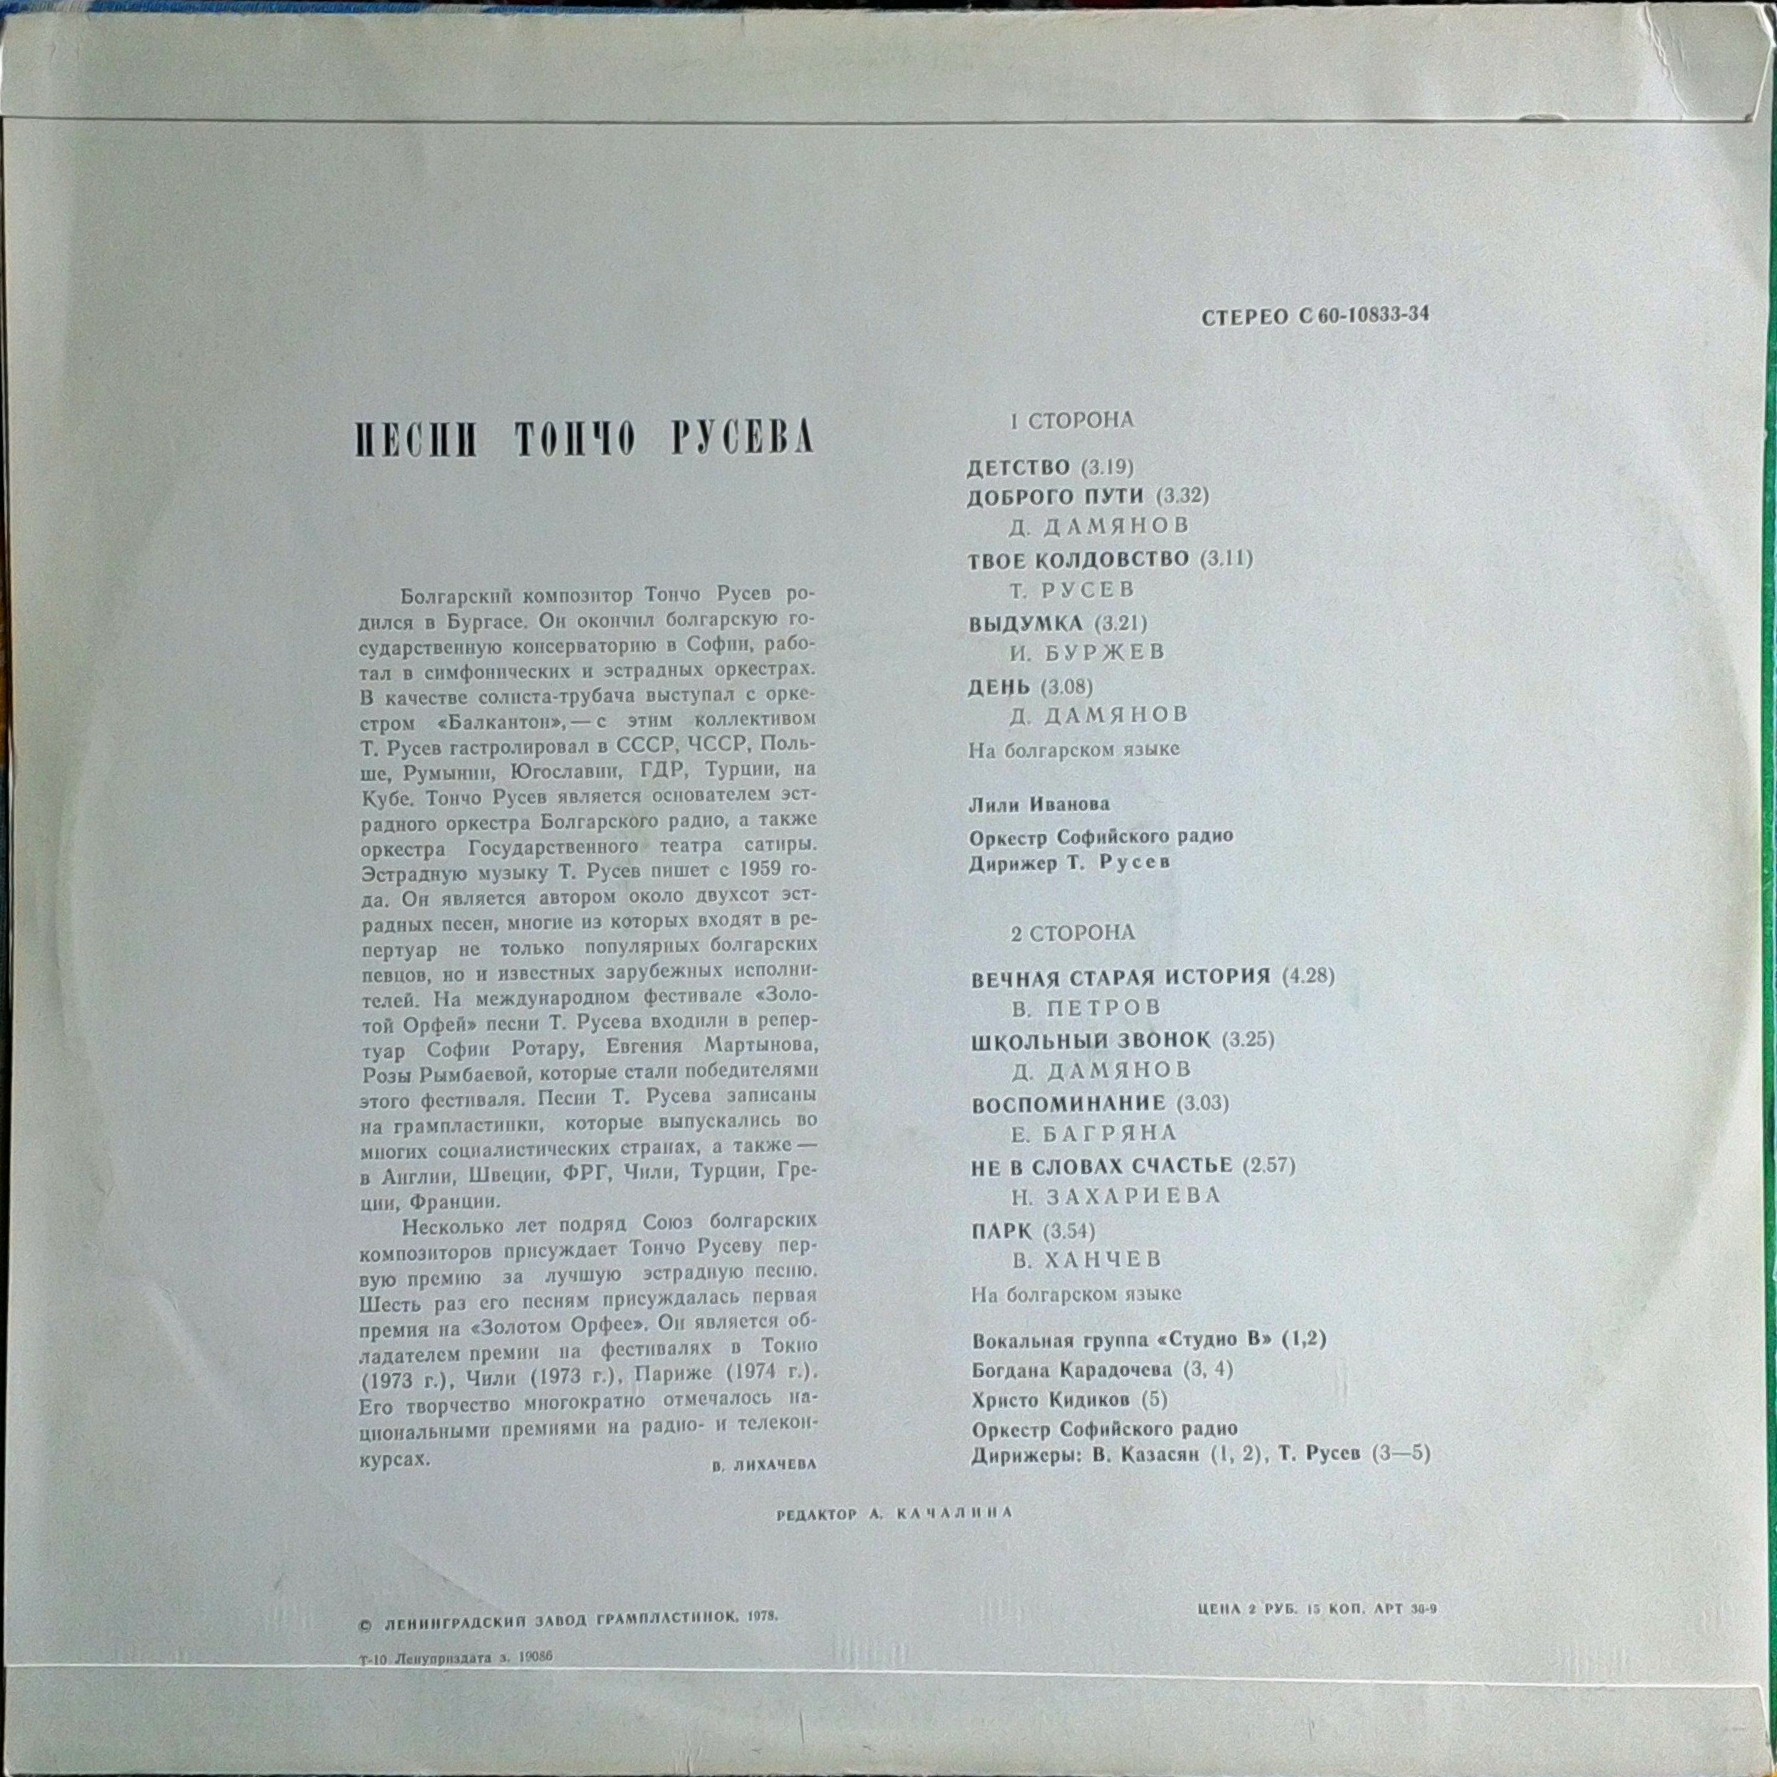 СТЕРЕО С 60-10833-34
ПЕСНИ ТОНЧО РУСЕВА
Болгарский композитор Тончо Русев ро-
дился в Бургасе. Он окончил болгарскую го-
сударственную консерваторию в Софии, рабо-
тал в симфонических и эстрадных оркестрах.
В качестве солиста-трубача выступал с орке-
стром «Балкантон», — с этим коллективом
Т. Русев гастролировал в СССР, ЧССР, Поль-
ше, Румынии, Югославии, ГДР, Турции, на
Кубе. Тончо Русев является основателем эст-
радного оркестра Болгарского радио, а также
оркестра Государственного театра сатиры.
Эстрадную музыку Т. Русев пишет с 1959 го-
да. Он является автором около двухсот эст-
радных песен, многие из которых входят в ре-
пертуар не только популярных болгарских
певцов, но и известных зарубежных исполни-
телей. На международном фестивале «Золо-
той Орфей» песни Т. Русева входили в репер-
туар Софии Ротару, Евгения Мартынова,
Розы Рымбаевой, которые стали победителями
этого фестиваля. Песни Т. Русева записаны
на грампластинки, которые выпускались во
многих социалистических странах, а также —
в Англии, Швеции, ФРГ, Чили, Турции, Гре-
ции, Франции.
Несколько лет подряд Союз болгарских
композиторов присуждает Тончо Русеву пер-
вую премию за лучшую эстрадную песню.
Шесть раз его песням присуждалась первая
премия на «Золотом Орфее». Он является об-
ладателем премии на фестивалях в Токио
(1973 г.), Чили (1973 г.), Париже (1974 г.).
Его творчество многократно отмечалось на-
циональными премиями на радио- и телекон-
курсах.
В. ЛИХАЧЕВА
1 СТОРОНА
ДЕТСТВО (3.19)
ДОБРОГО ПУТИ (3.32)
Д. ДАМЯНОВ
ТВОЕ КОЛДОВСТВО (3.11)
Т. РУСЕВ
ВЫДУМКА (3.21)
И. БУРЖЕВ
ДЕНЬ (3.08)
Д. ДАМЯНОВ
На болгарском языке
Лили Иванова
Оркестр Софийского радио
Дирижер Т. Русев
2 СТОРОНА
ВЕЧНАЯ СТАРАЯ ИСТОРИЯ (4.28)
В. ПЕТРОВ
ШКОЛЬНЫЙ ЗВОНОК (3.25)
Д. ДАМЯНОВ
ВОСПОМИНАНИЕ (3.03)
Е. БАГРЯНА
НЕ В СЛОВАХ СЧАСТЬЕ (2.57)
Н. ЗАХАРИЕВА
ПАРК (3.54)
В. ХАНЧЕВ
На болгарском языке
Вокальная группа «Студио В» (1,2)
Богдана Карадочева (3, 4)
Христо Кидиков (5)
Оркестр Софийского радио
Дирижеры: В. Казасян (1, 2), Т. Русев (3—5)
РЕДАКТОР А. КАЧАЛИНА
© ЛЕНИНГРАДСКИЙ ЗАВОД ГРАМПЛАСТИНОК, 1978.
ЦЕНА 2 РУБ. 15 КОП. АРТ 36-9
Т-10 Ленуприздата з. 19086